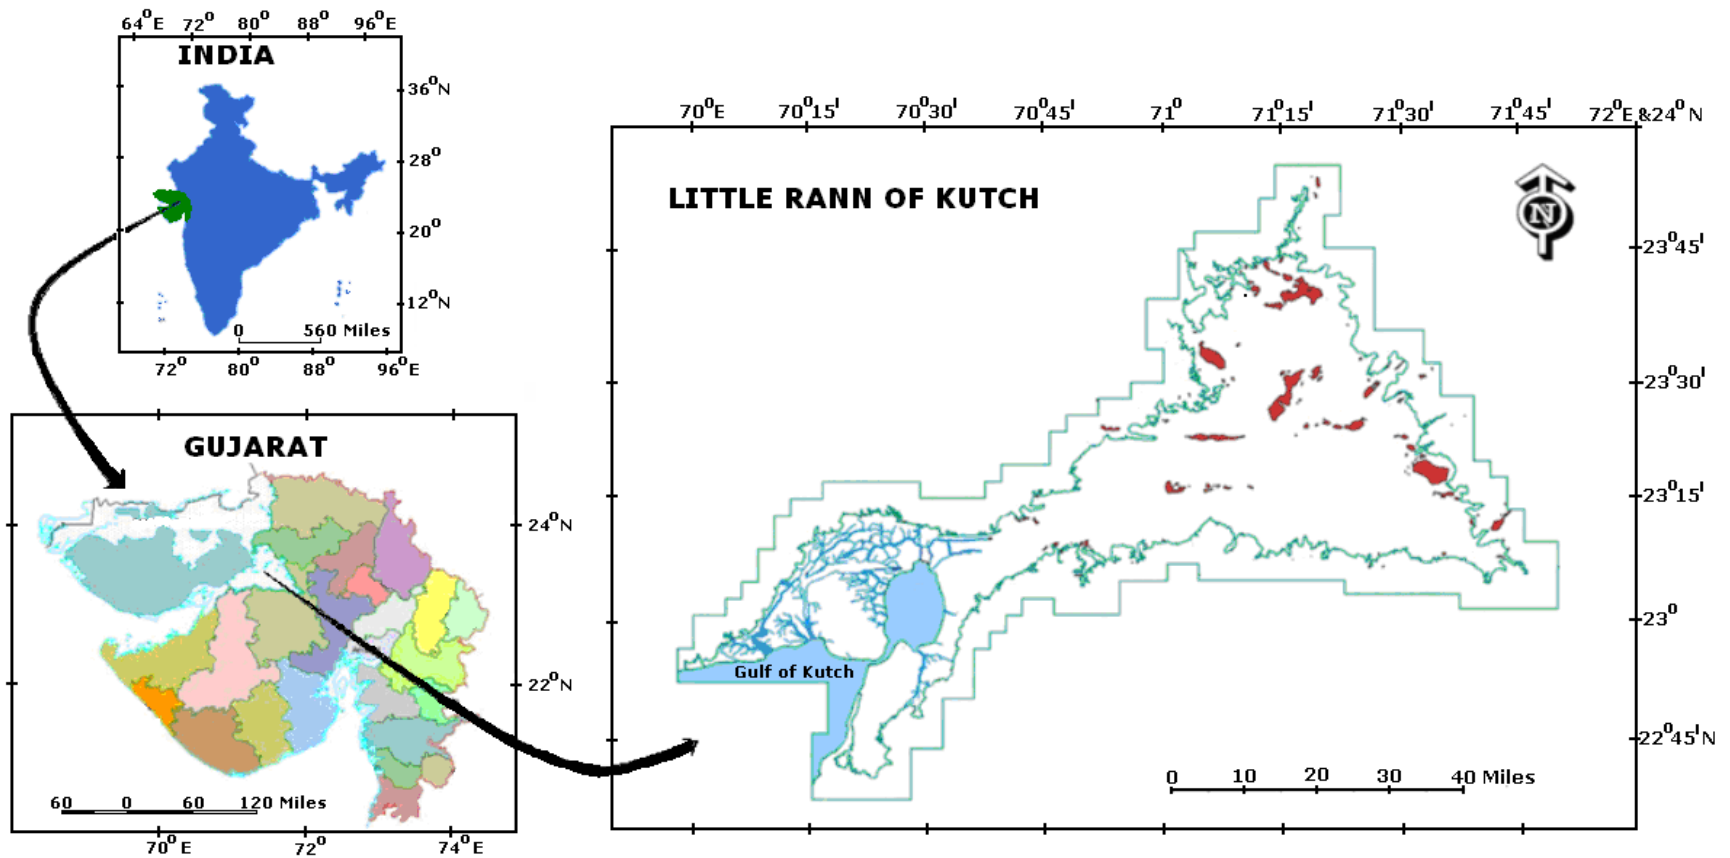 64°E 72° 80° 88° 96°E
INDIA
36°N
28°
20°
12°N
0 560 Miles
72° 80° 88° 96°E
GUJARAT
24°N
22°N
60 0 60 120 Miles
70°E 72° 74°E
70°E 70°15' 70°30' 70°45' 71° 71°15' 71°30' 71°45' 72°E &24°N
LITTLE RANN OF KUTCH
N
23°45'
23°30'
23°15'
23°
Gulf of Kutch
22°45'N
0 10 20 30 40 Miles